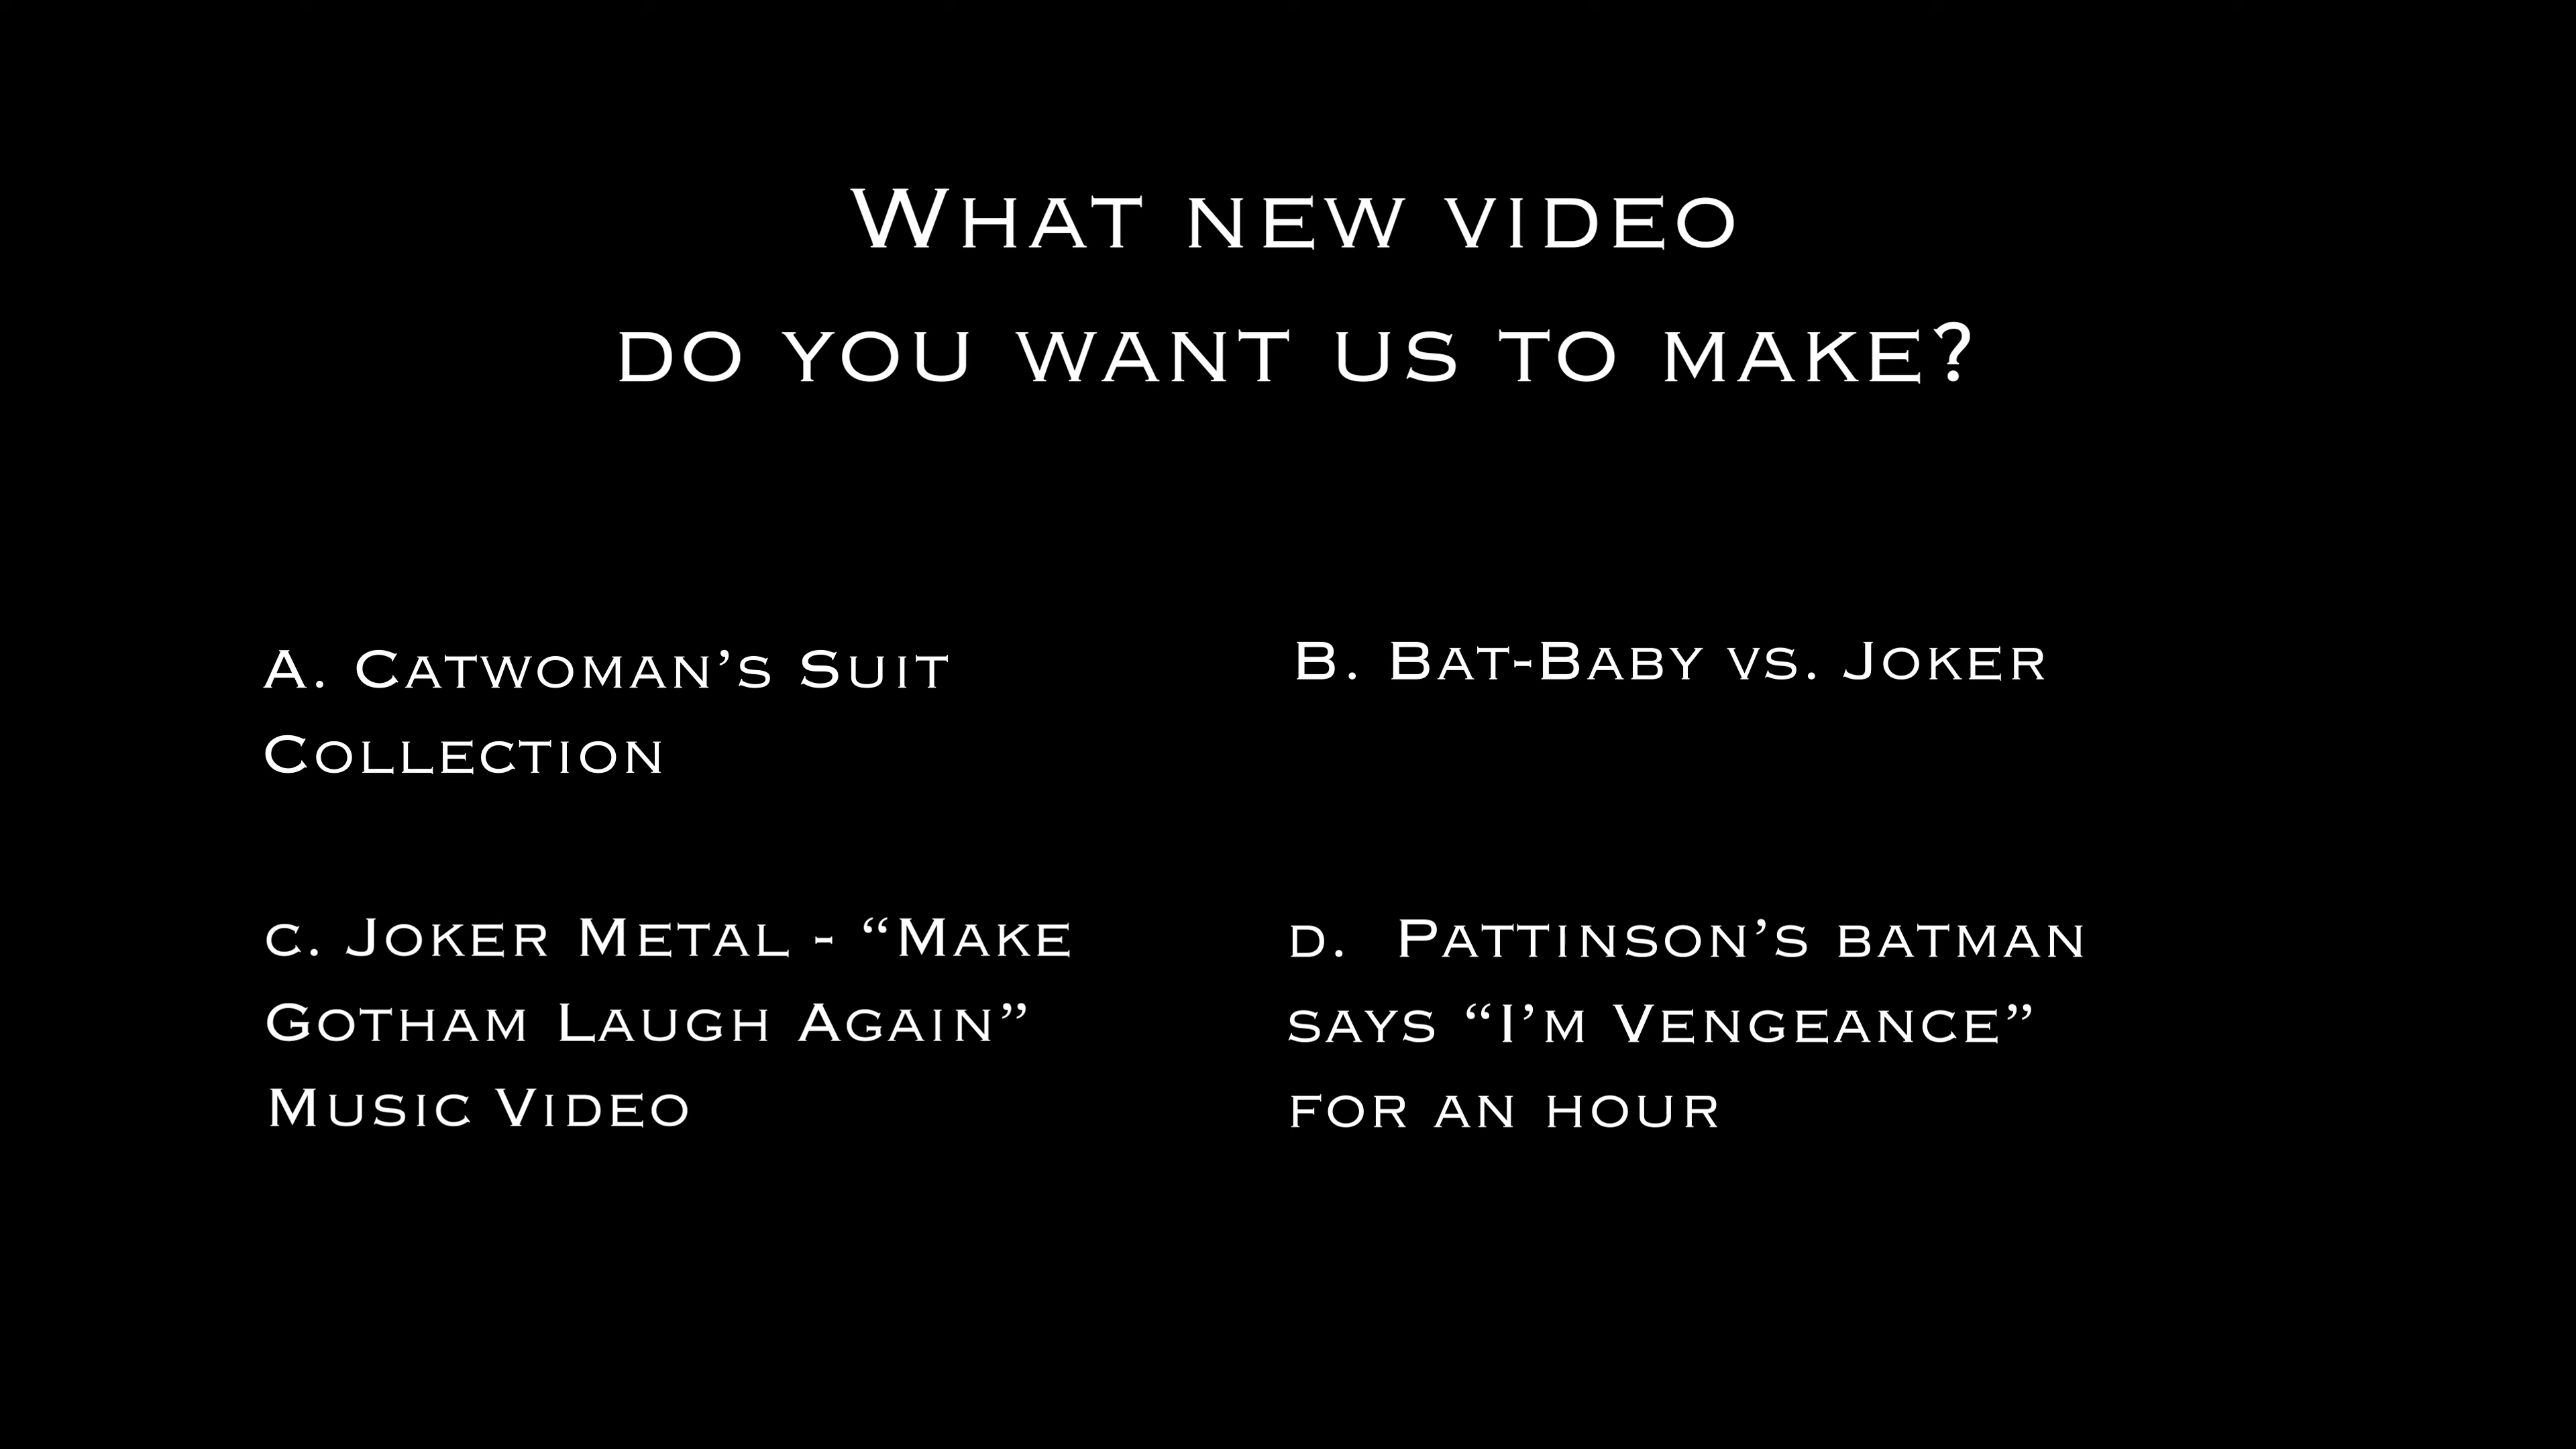 What new video
do you want us to make?
A. Catwoman’s Suit
Collection
B. Bat-Baby vs. Joker
c. Joker Metal - “Make
Gotham Laugh Again”
Music Video
d. Pattinson’s batman
says “I’m Vengeance”
for an hour